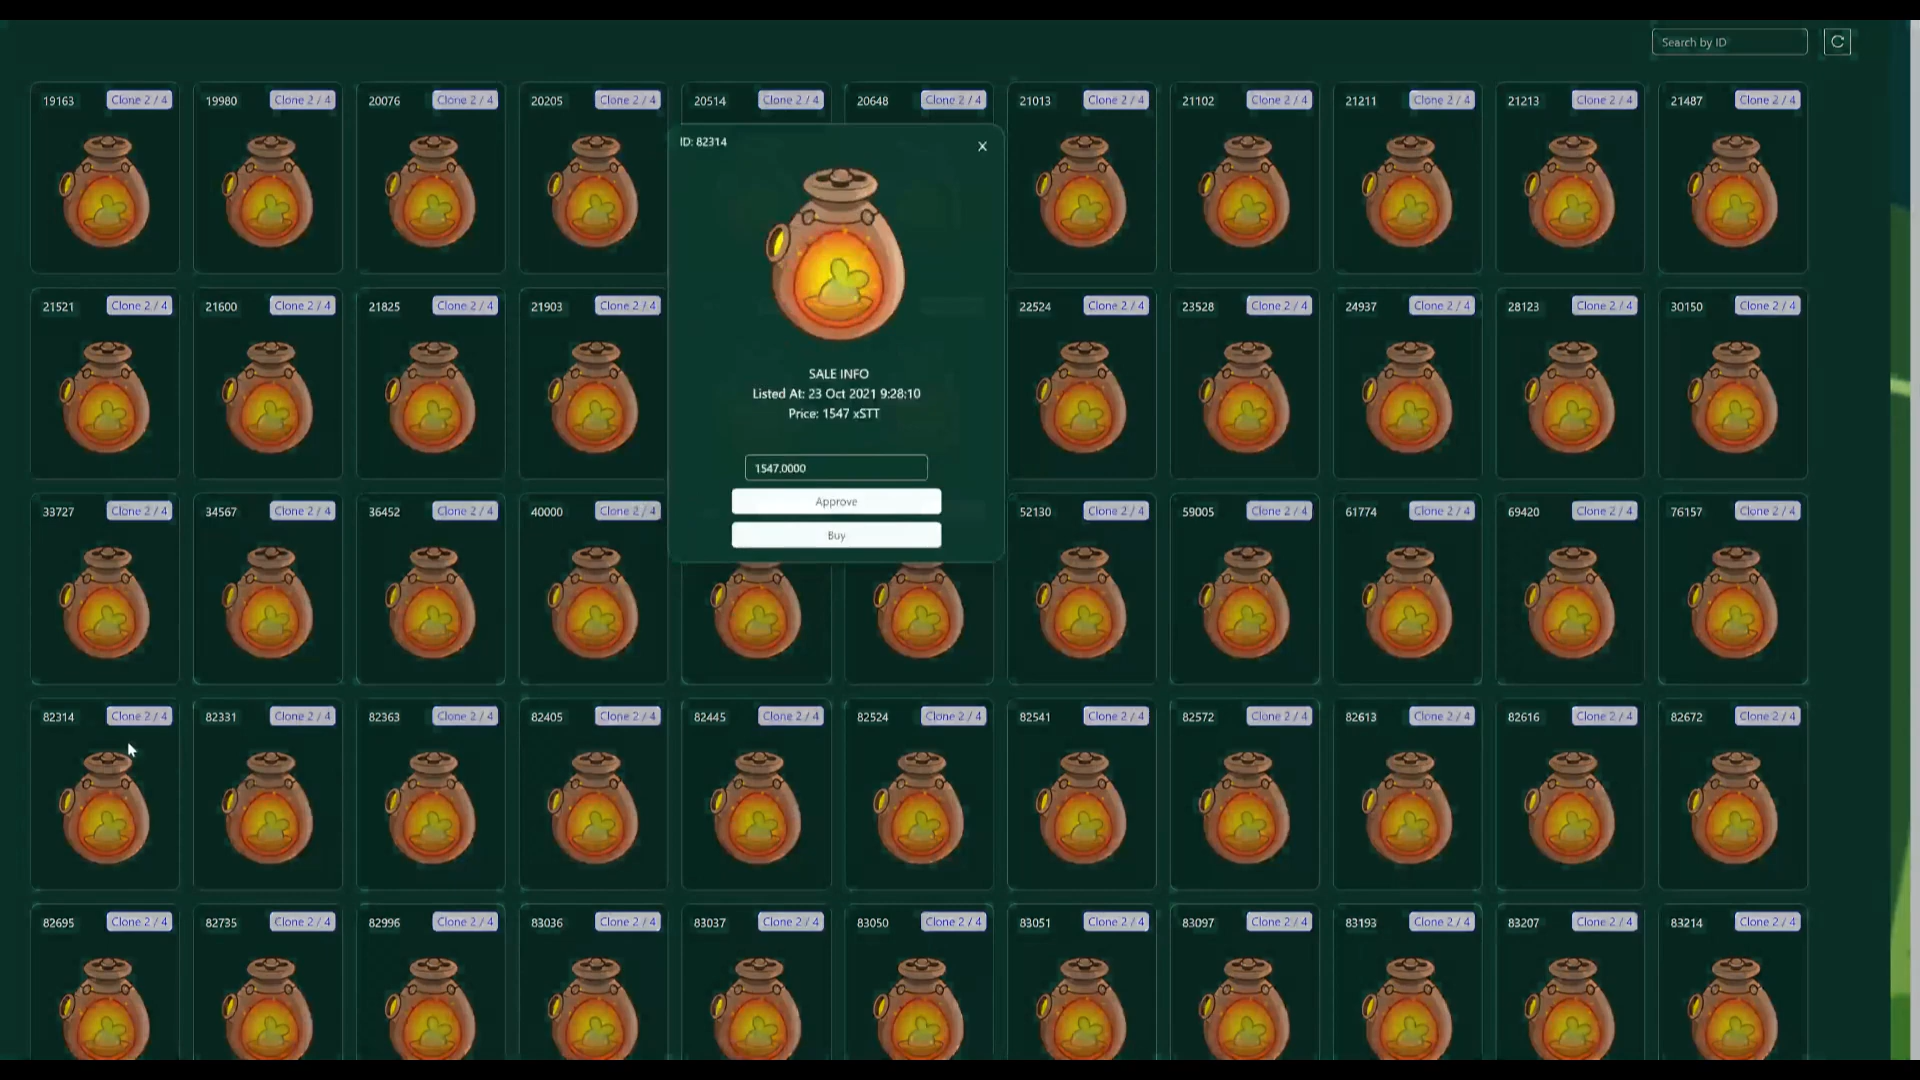 Search by ID
19163 Clone 2 / 4
19980 Clone 2 / 4
20076 Clone 2 / 4
20205 Clone 2 / 4
20514 Clone 2 / 4
20648 Clone 2 / 4
21013 Clone 2 / 4
21102 Clone 2 / 4
21211 Clone 2 / 4
21213 Clone 2 / 4
21487 Clone 2 / 4
ID: 82314
X
SALE INFO
Listed At: 23 Oct 2021 9:28:10
Price: 1547 xSTT
1547.0000
Approve
Buy
21521 Clone 2 / 4
21600 Clone 2 / 4
21825 Clone 2 / 4
21903 Clone 2 / 4
22524 Clone 2 / 4
23528 Clone 2 / 4
24937 Clone 2 / 4
28123 Clone 2 / 4
30150 Clone 2 / 4
33727 Clone 2 / 4
34567 Clone 2 / 4
36452 Clone 2 / 4
40000 Clone 2 / 4
52130 Clone 2 / 4
59005 Clone 2 / 4
61774 Clone 2 / 4
69420 Clone 2 / 4
76157 Clone 2 / 4
82314 Clone 2 / 4
82331 Clone 2 / 4
82363 Clone 2 / 4
82405 Clone 2 / 4
82445 Clone 2 / 4
82524 Clone 2 / 4
82541 Clone 2 / 4
82572 Clone 2 / 4
82613 Clone 2 / 4
82616 Clone 2 / 4
82672 Clone 2 / 4
82695 Clone 2 / 4
82735 Clone 2 / 4
82996 Clone 2 / 4
83036 Clone 2 / 4
83037 Clone 2 / 4
83050 Clone 2 / 4
83051 Clone 2 / 4
83097 Clone 2 / 4
83193 Clone 2 / 4
83207 Clone 2 / 4
83214 Clone 2 / 4